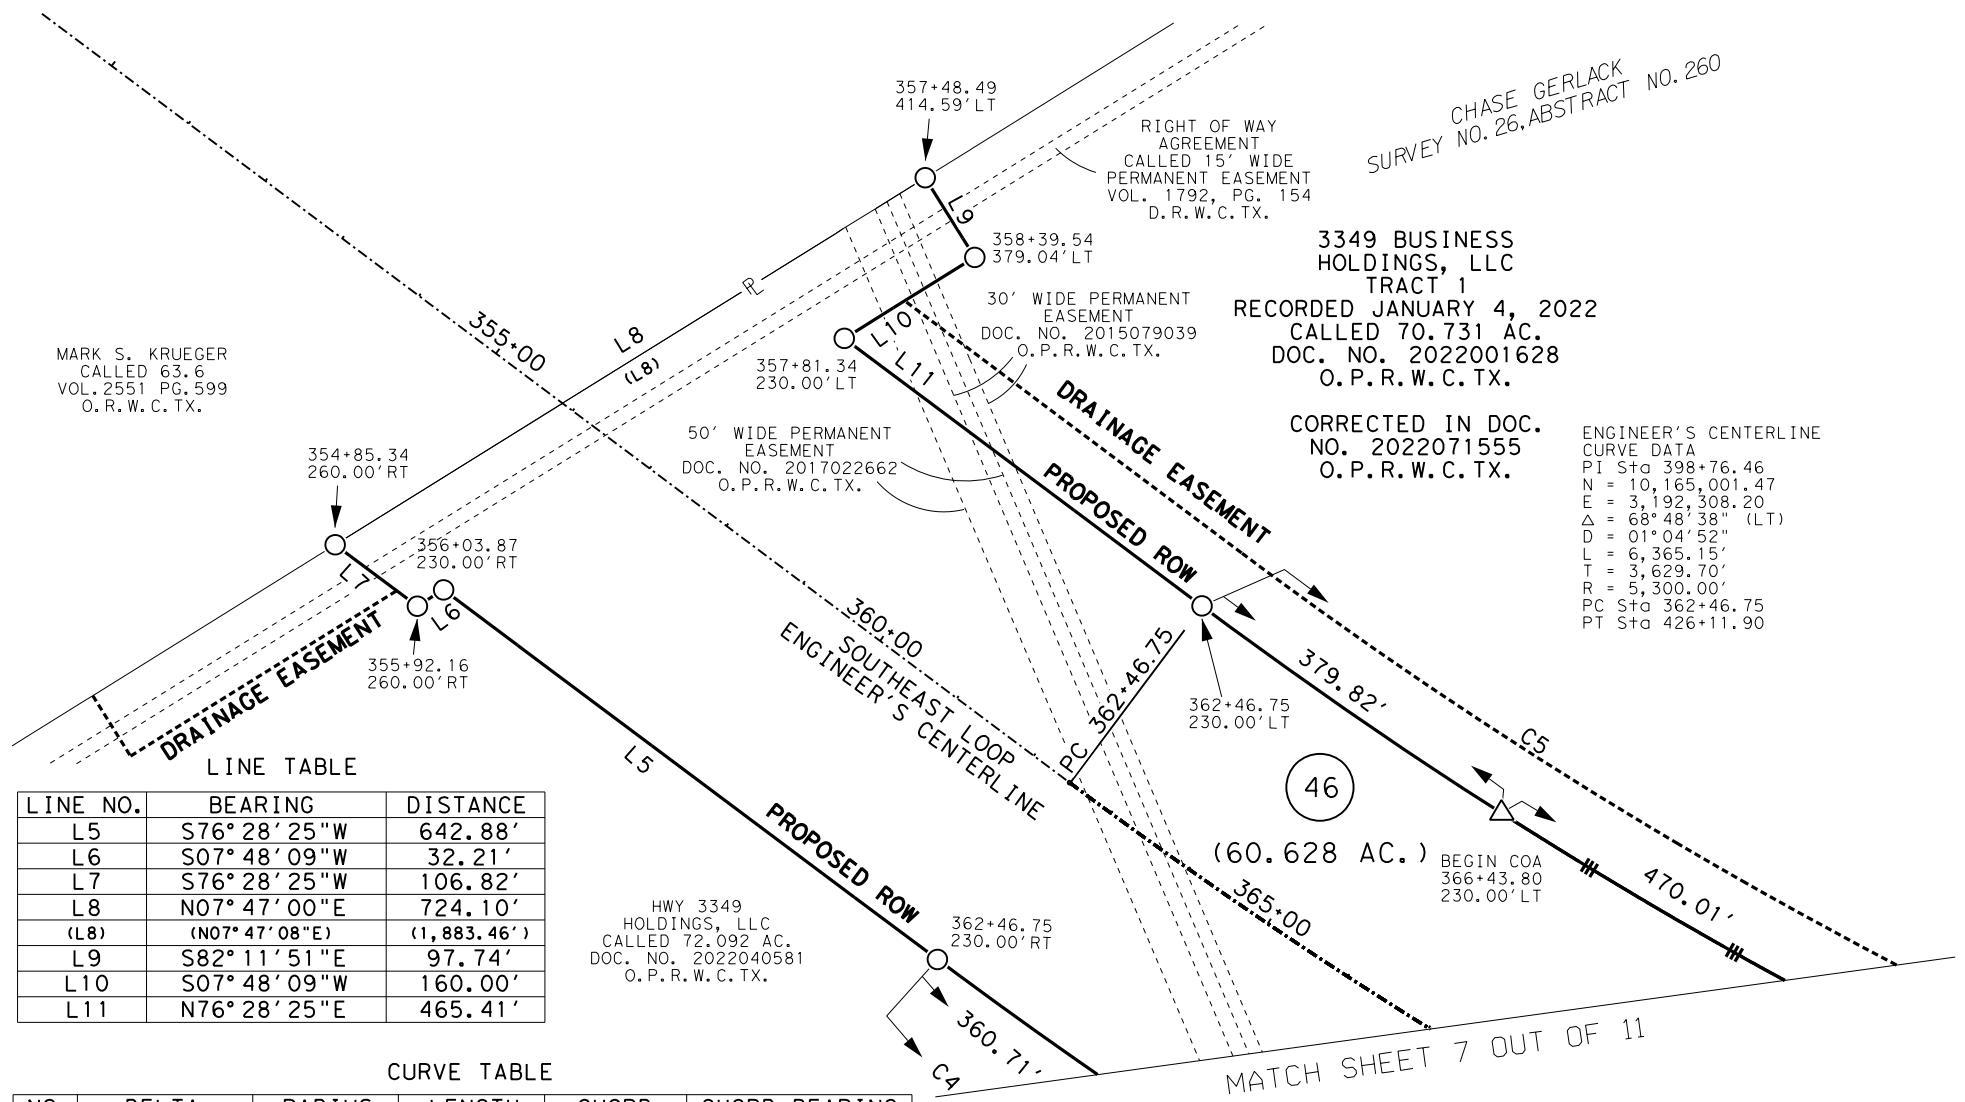 357+48.49
414.59'LT
RIGHT OF WAY
AGREEMENT
CALLED 15' WIDE
PERMANENT EASEMENT
VOL. 1792, PG. 154
D.R.W.C.TX.
CHASE GERLACK
SURVEY NO. 26, ABSTRACT NO. 260
L9
358+39.54
379.04'LT
3349 BUSINESS
HOLDINGS, LLC
TRACT 1
RECORDED JANUARY 4, 2022
CALLED 70.731 AC.
DOC. NO. 2022001628
O.P.R.W.C.TX.
CORRECTED IN DOC.
NO. 2022071555
O.P.R.W.C.TX.
30' WIDE PERMANENT
EASEMENT
DOC. NO. 2015079039
O.P.R.W.C.TX.
PL
355+00
L8
(L8)
L10
L11
357+81.34
230.00'LT
MARK S. KRUEGER
CALLED 63.6
VOL.2551 PG.599
O.R.W.C.TX.
50' WIDE PERMANENT
EASEMENT
DOC. NO. 2017022662
O.P.R.W.C.TX.
DRAINAGE EASEMENT
PROPOSED ROW
ENGINEER'S CENTERLINE
CURVE DATA
PI Sta 398+76.46
N = 10,165,001.47
E = 3,192,308.20
△ = 68°48'38" (LT)
D = 01°04'52"
L = 6,365.15'
T = 3,629.70'
R = 5,300.00'
PC Sta 362+46.75
PT Sta 426+11.90
354+85.34
260.00'RT
356+03.87
230.00'RT
L7
L6
355+92.16
260.00'RT
DRAINAGE EASEMENT
360+00
SOUTHEAST LOOP
ENGINEER'S CENTERLINE
PC 362+46.75
362+46.75
230.00'LT
379.82'
C5
L5
PROPOSED ROW
46
(60.628 AC.)
BEGIN COA
366+43.80
230.00'LT
470.01'
365+00
HWY 3349
HOLDINGS, LLC
CALLED 72.092 AC.
DOC. NO. 2022040581
O.P.R.W.C.TX.
362+46.75
230.00'RT
360.71'
C4
MATCH SHEET 7 OUT OF 11
LINE TABLE
LINE NO. BEARING DISTANCE
L5 S76°28'25"W 642.88'
L6 S07°48'09"W 32.21'
L7 S76°28'25"W 106.82'
L8 N07°47'00"E 724.10'
(L8) (N07°47'08"E) (1,883.46')
L9 S82°11'51"E 97.74'
L10 S07°48'09"W 160.00'
L11 N76°28'25"E 465.41'
CURVE TABLE
NO. DELTA RADIUS LENGTH CHORD CHORD BEARING